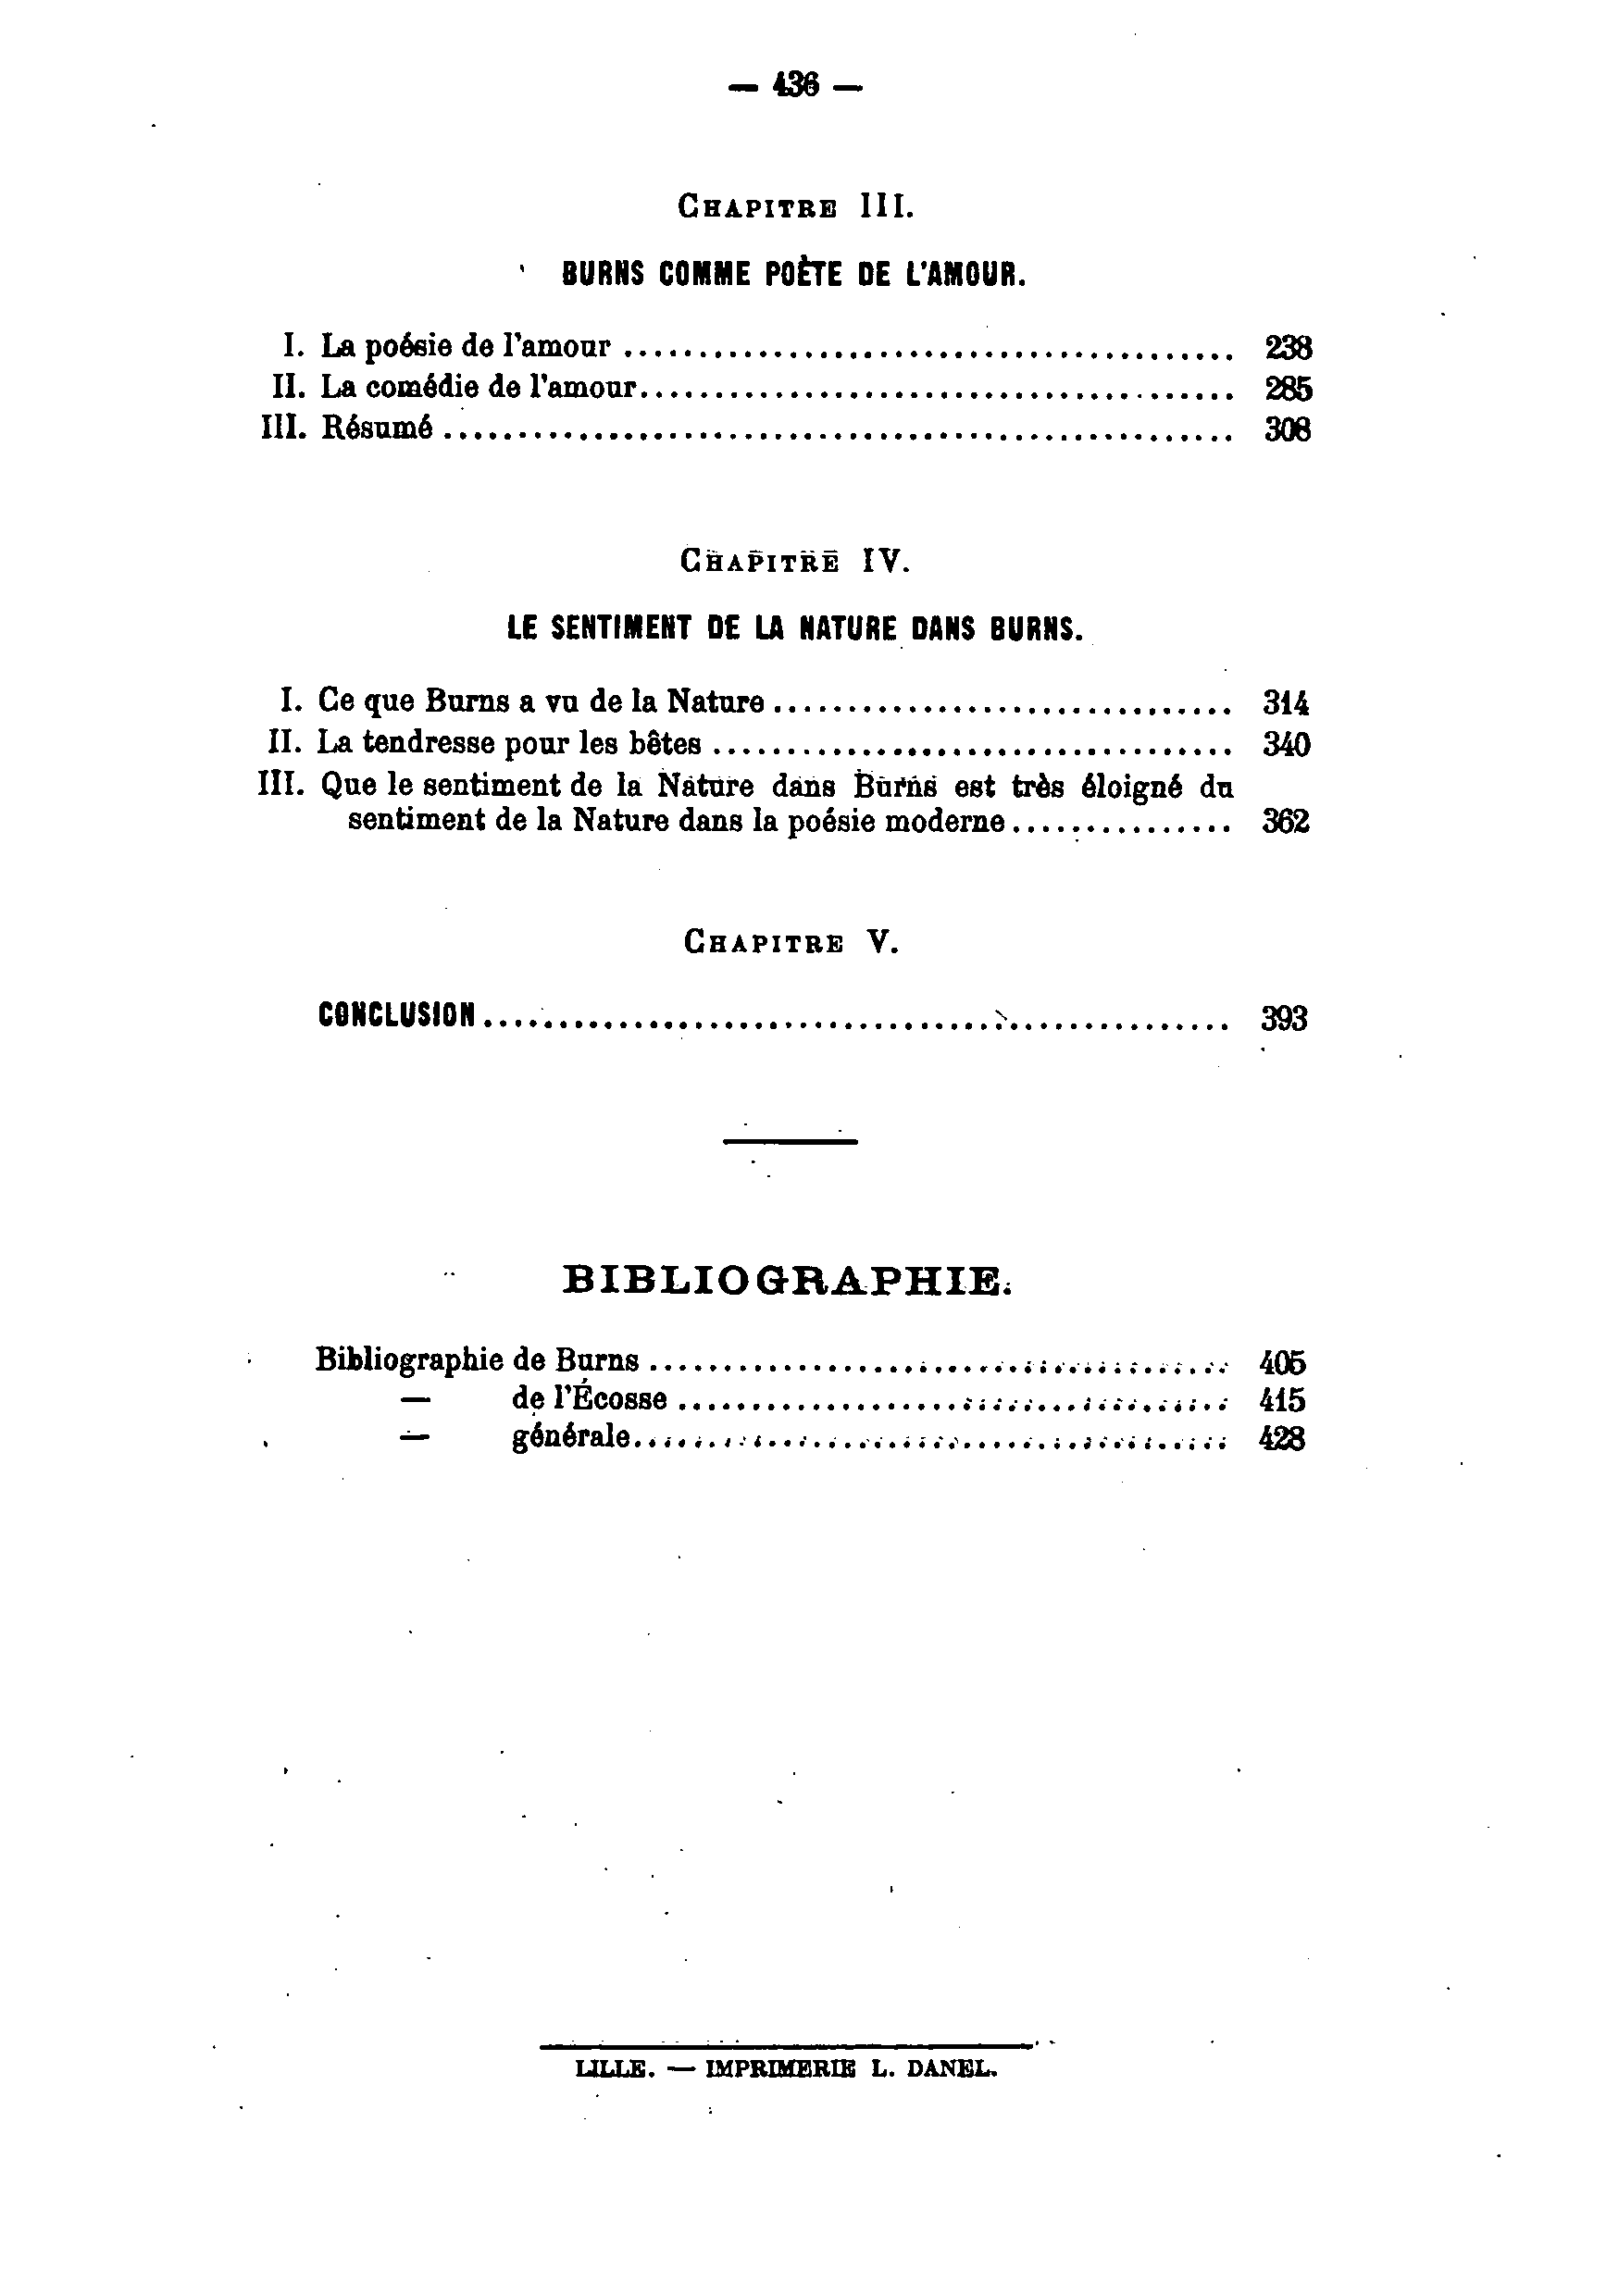 — 436 —
CHAPITRE III.
BURNS COMME POÈTE DE L'AMOUR.
I. La poésie de l'amour ........................................ 238
II. La comédie de l'amour........................................ 285
III. Résumé .................................................... 308
CHAPITRE IV.
LE SENTIMENT DE LA NATURE DANS BURNS.
I. Ce que Burns a vu de la Nature ............................... 314
II. La tendresse pour les bêtes ................................... 340
III. Que le sentiment de la Nature dans Burns est très éloigné du
sentiment de la Nature dans la poésie moderne............... 362
CHAPITRE V.
CONCLUSION.................................................. 393
BIBLIOGRAPHIE.
Bibliographie de Burns ....................................... 405
— de l'Écosse ..................................... 415
— générale........................................ 428
LILLE. — IMPRIMERIE L. DANEL.